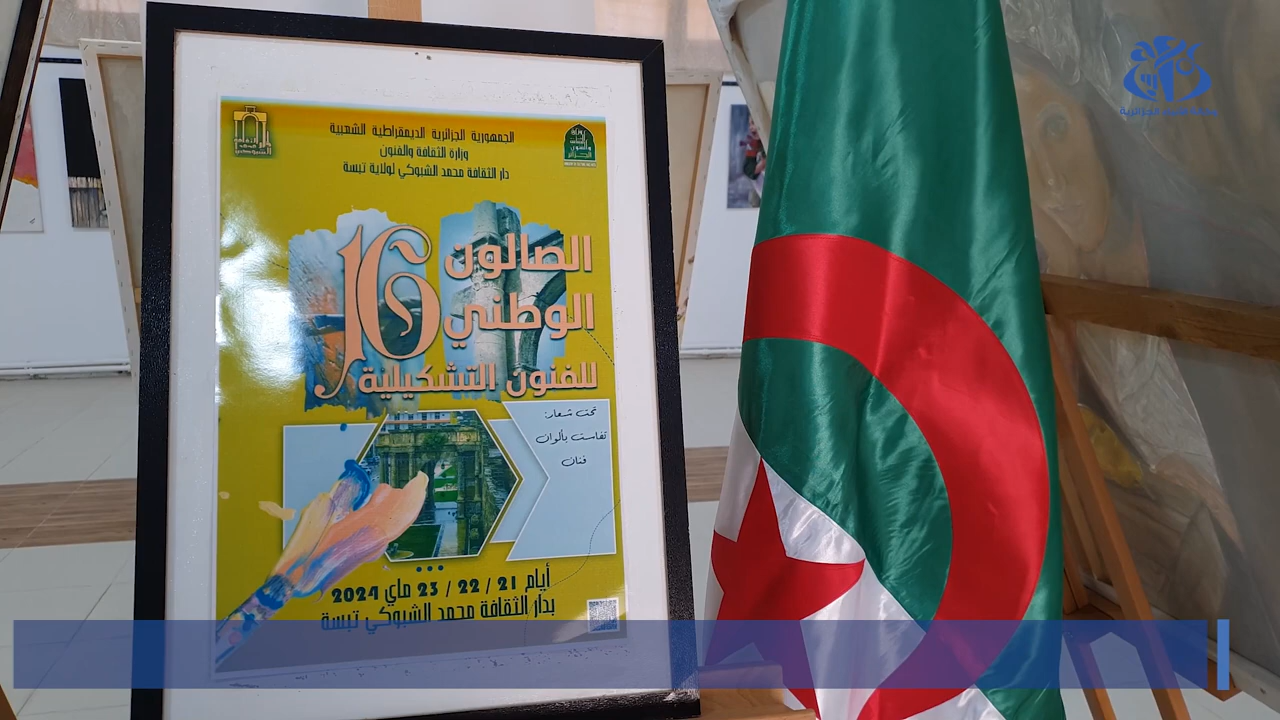 الجمهورية الجزائرية الديمقراطية الشعبية
وزارة الثقافة والفنون
دار الثقافة محمد الشبوكي لولاية تبسة
الصالون
الوطني
16
للفنون التشكيلية
تحت شعار:
تفاست بألوان
فنان
أيام 21 / 22 / 23 ماي 2024
بدار الثقافة محمد الشبوكي تبسة